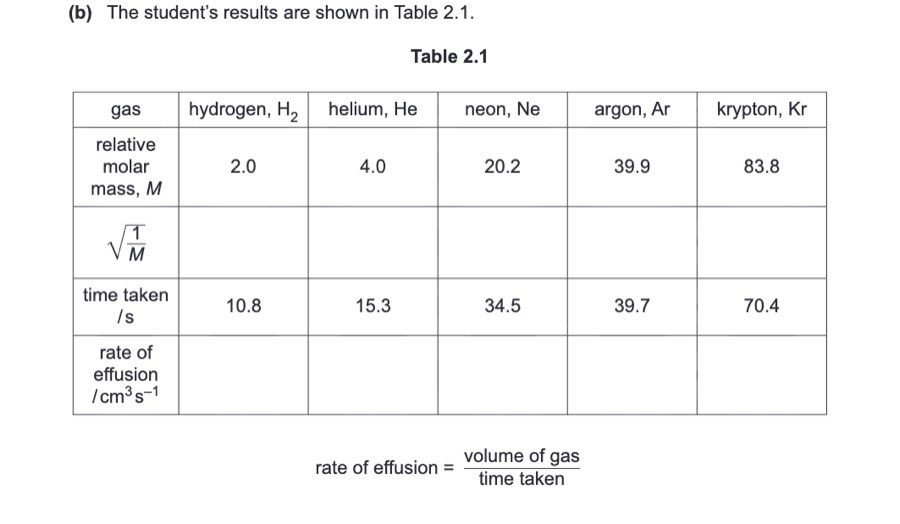 (b) The student's results are shown in Table 2.1.
Table 2.1
gas hydrogen, H₂ helium, He neon, Ne argon, Ar krypton, Kr
relative
molar
mass, M 2.0 4.0 20.2 39.9 83.8
√(1/M)
time taken
/s 10.8 15.3 34.5 39.7 70.4
rate of
effusion
/cm³ s⁻¹
rate of effusion = volume of gas
time taken